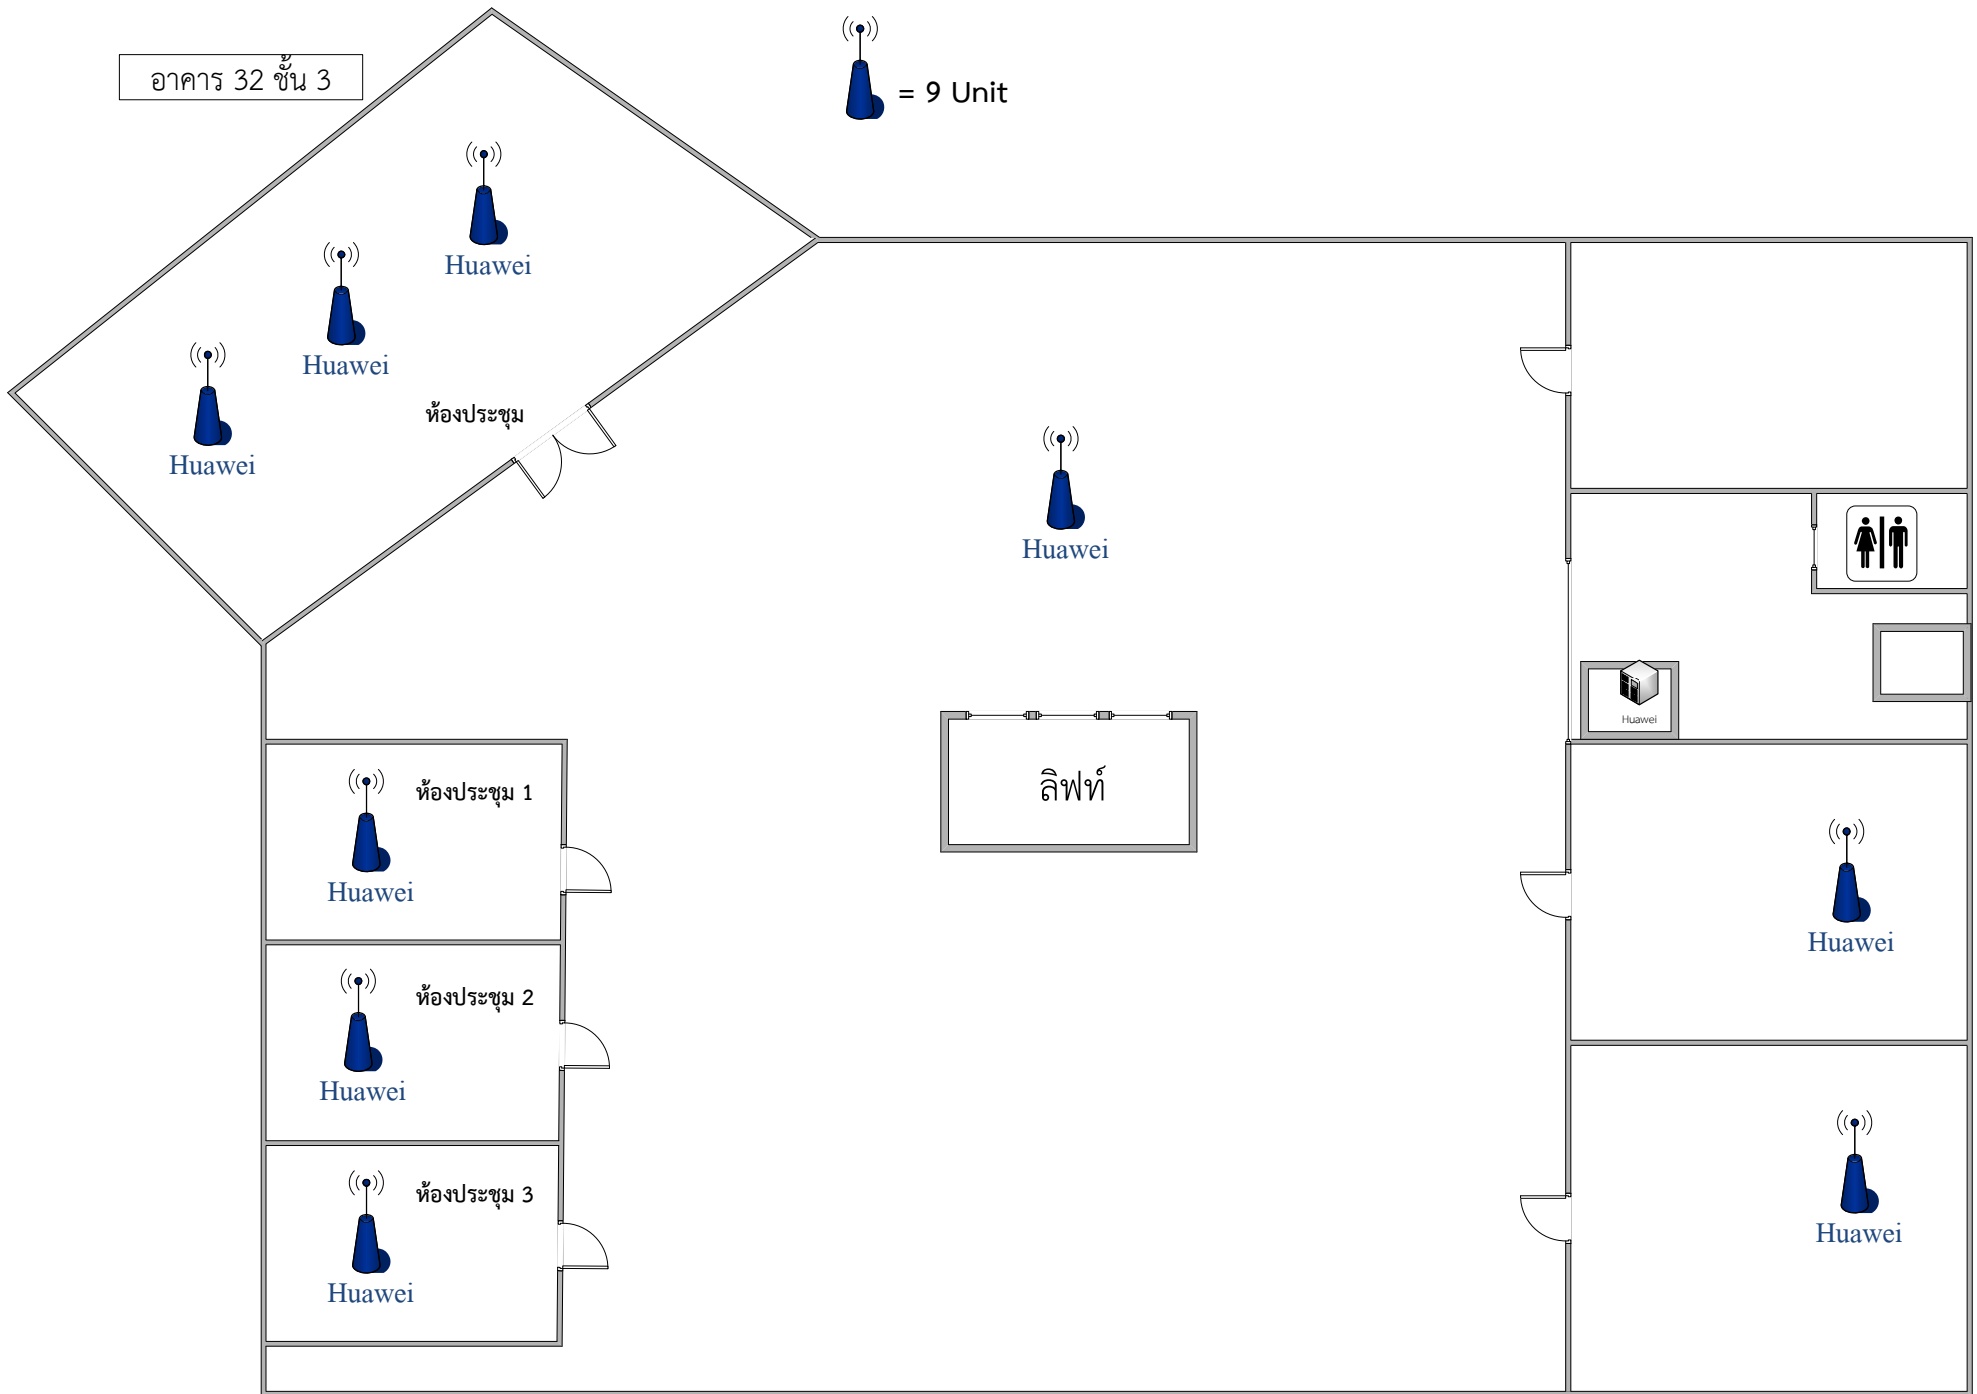 อาคาร 32 ชั้น 3
= 9 Unit
Huawei
Huawei
Huawei
ห้องประชุม
Huawei
Huawei
ลิฟท์
ห้องประชุม 1
Huawei
Huawei
ห้องประชุม 2
Huawei
ห้องประชุม 3
Huawei
Huawei